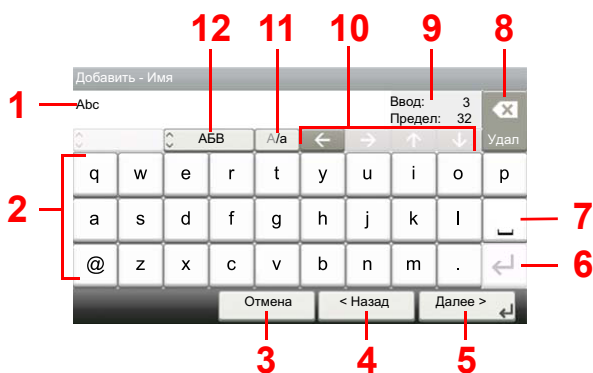 12 11 10 9 8
Добавить - Имя
1 Abc Ввод: 3
Предел: 32
АБВ A/a ← → ↑ ↓ Удал
2 q w e r t y u i o p
a s d f g h j k l 7
@ z x c v b n m . 6
Отмена < Назад Далее >
3 4 5